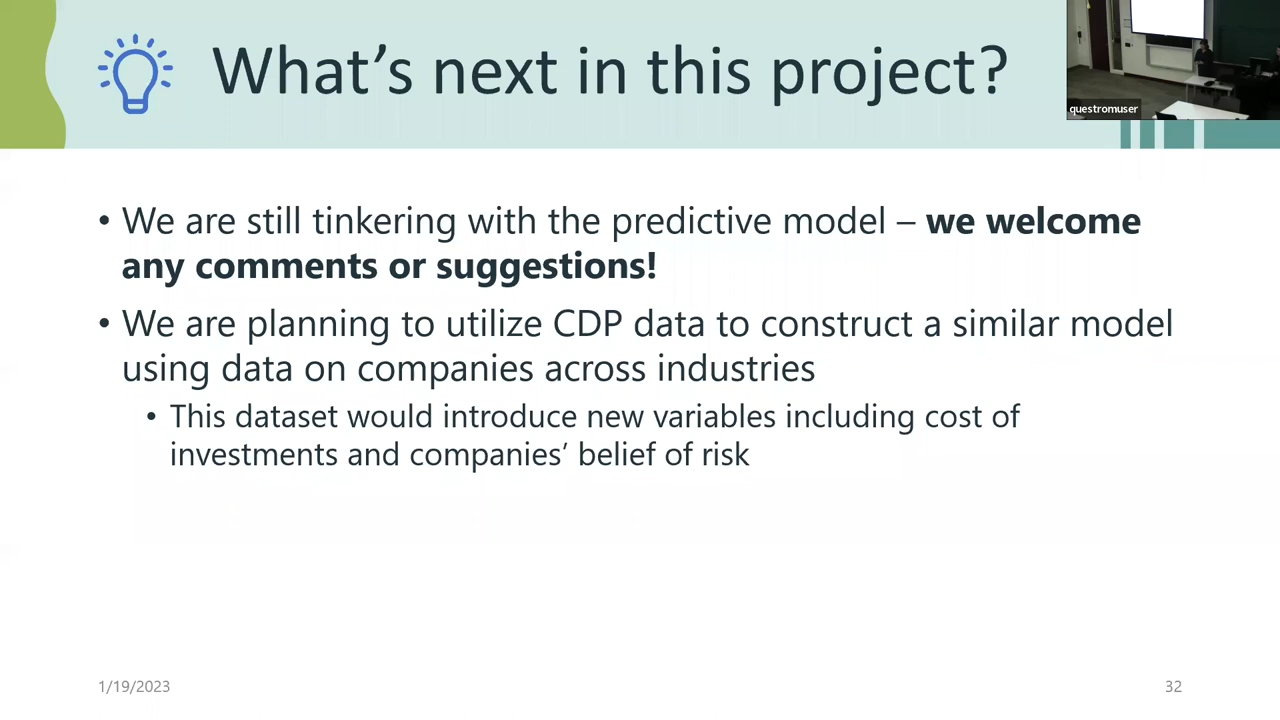 What's next in this project?
questromuser
• We are still tinkering with the predictive model – we welcome
any comments or suggestions!
• We are planning to utilize CDP data to construct a similar model
using data on companies across industries
• This dataset would introduce new variables including cost of
investments and companies' belief of risk
1/19/2023
32